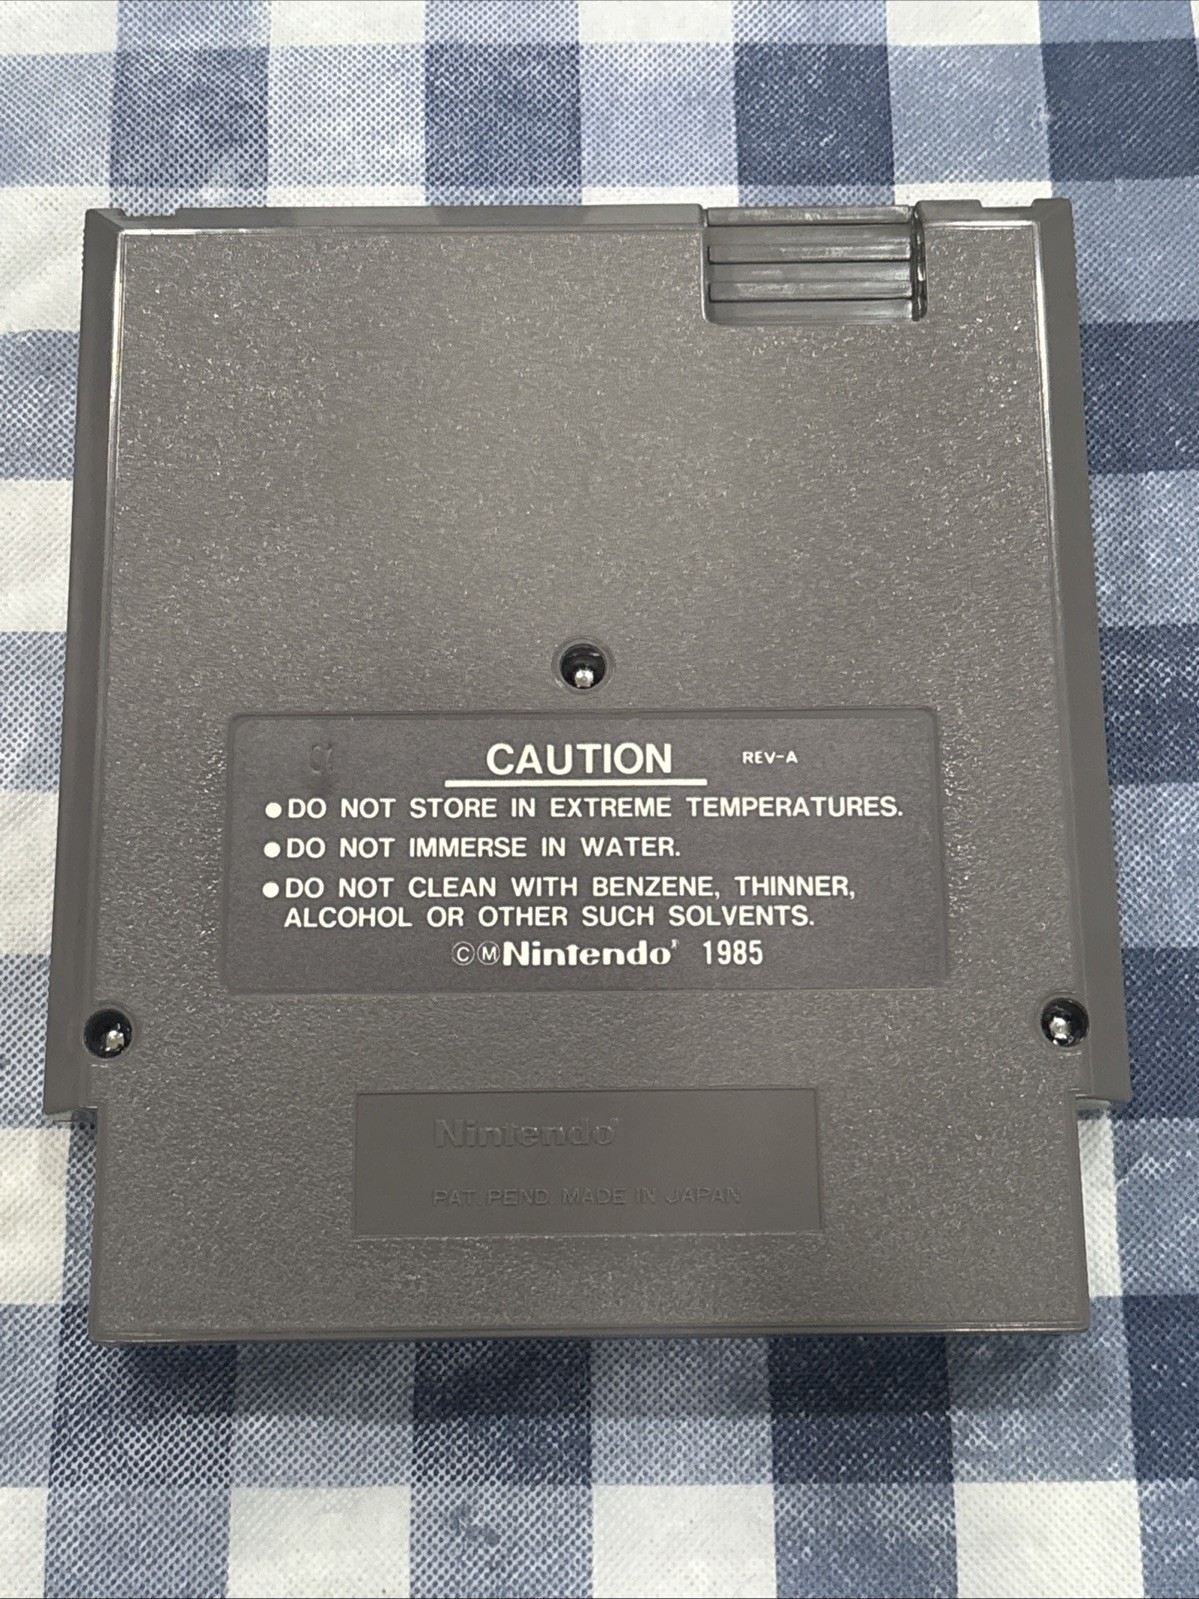 CAUTION REV-A
●DO NOT STORE IN EXTREME TEMPERATURES.
●DO NOT IMMERSE IN WATER.
●DO NOT CLEAN WITH BENZENE, THINNER,
ALCOHOL OR OTHER SUCH SOLVENTS.
ⒸⓂNintendo 1985
Nintendo
PAT. PEND. MADE IN JAPAN